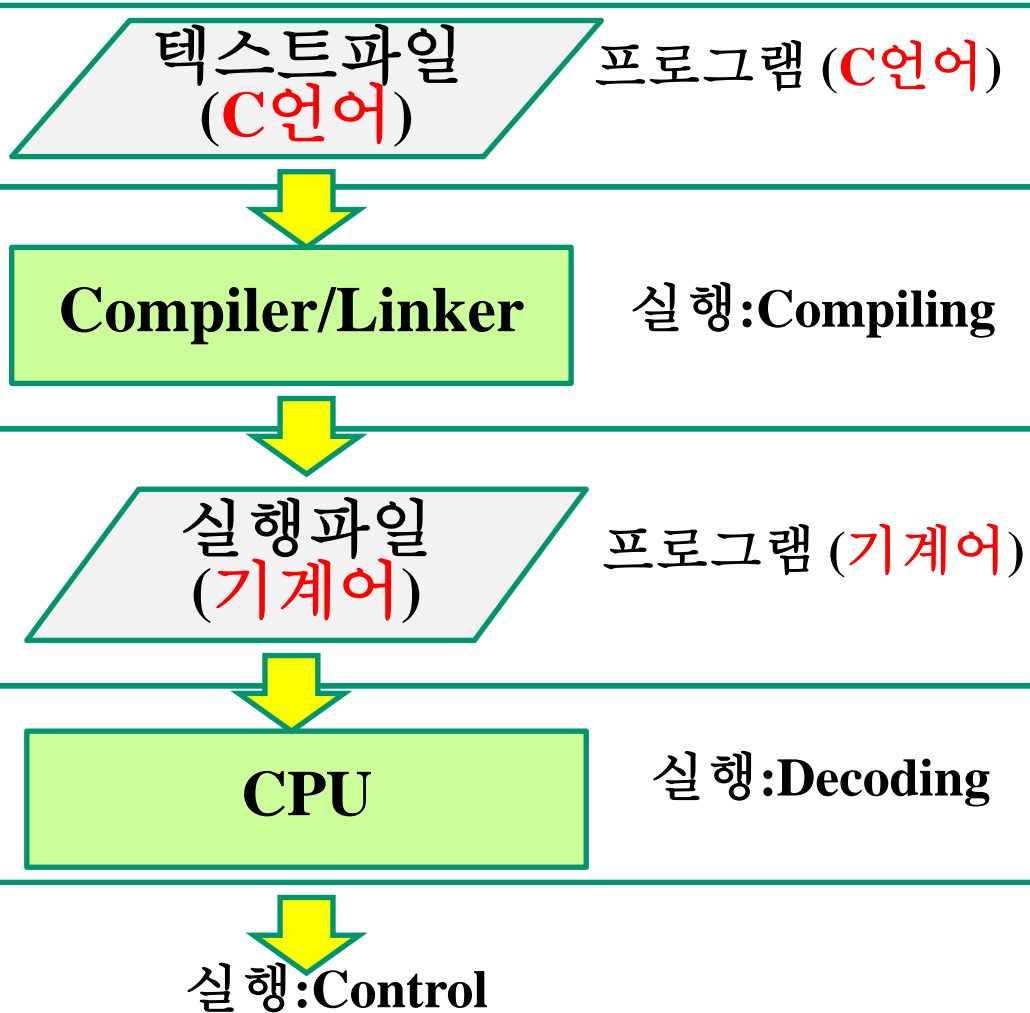 텍스트파일
(C언어)
프로그램 (C언어)
Compiler/Linker
실행:Compiling
실행파일
(기계어)
프로그램 (기계어)
CPU
실행:Decoding
실행:Control